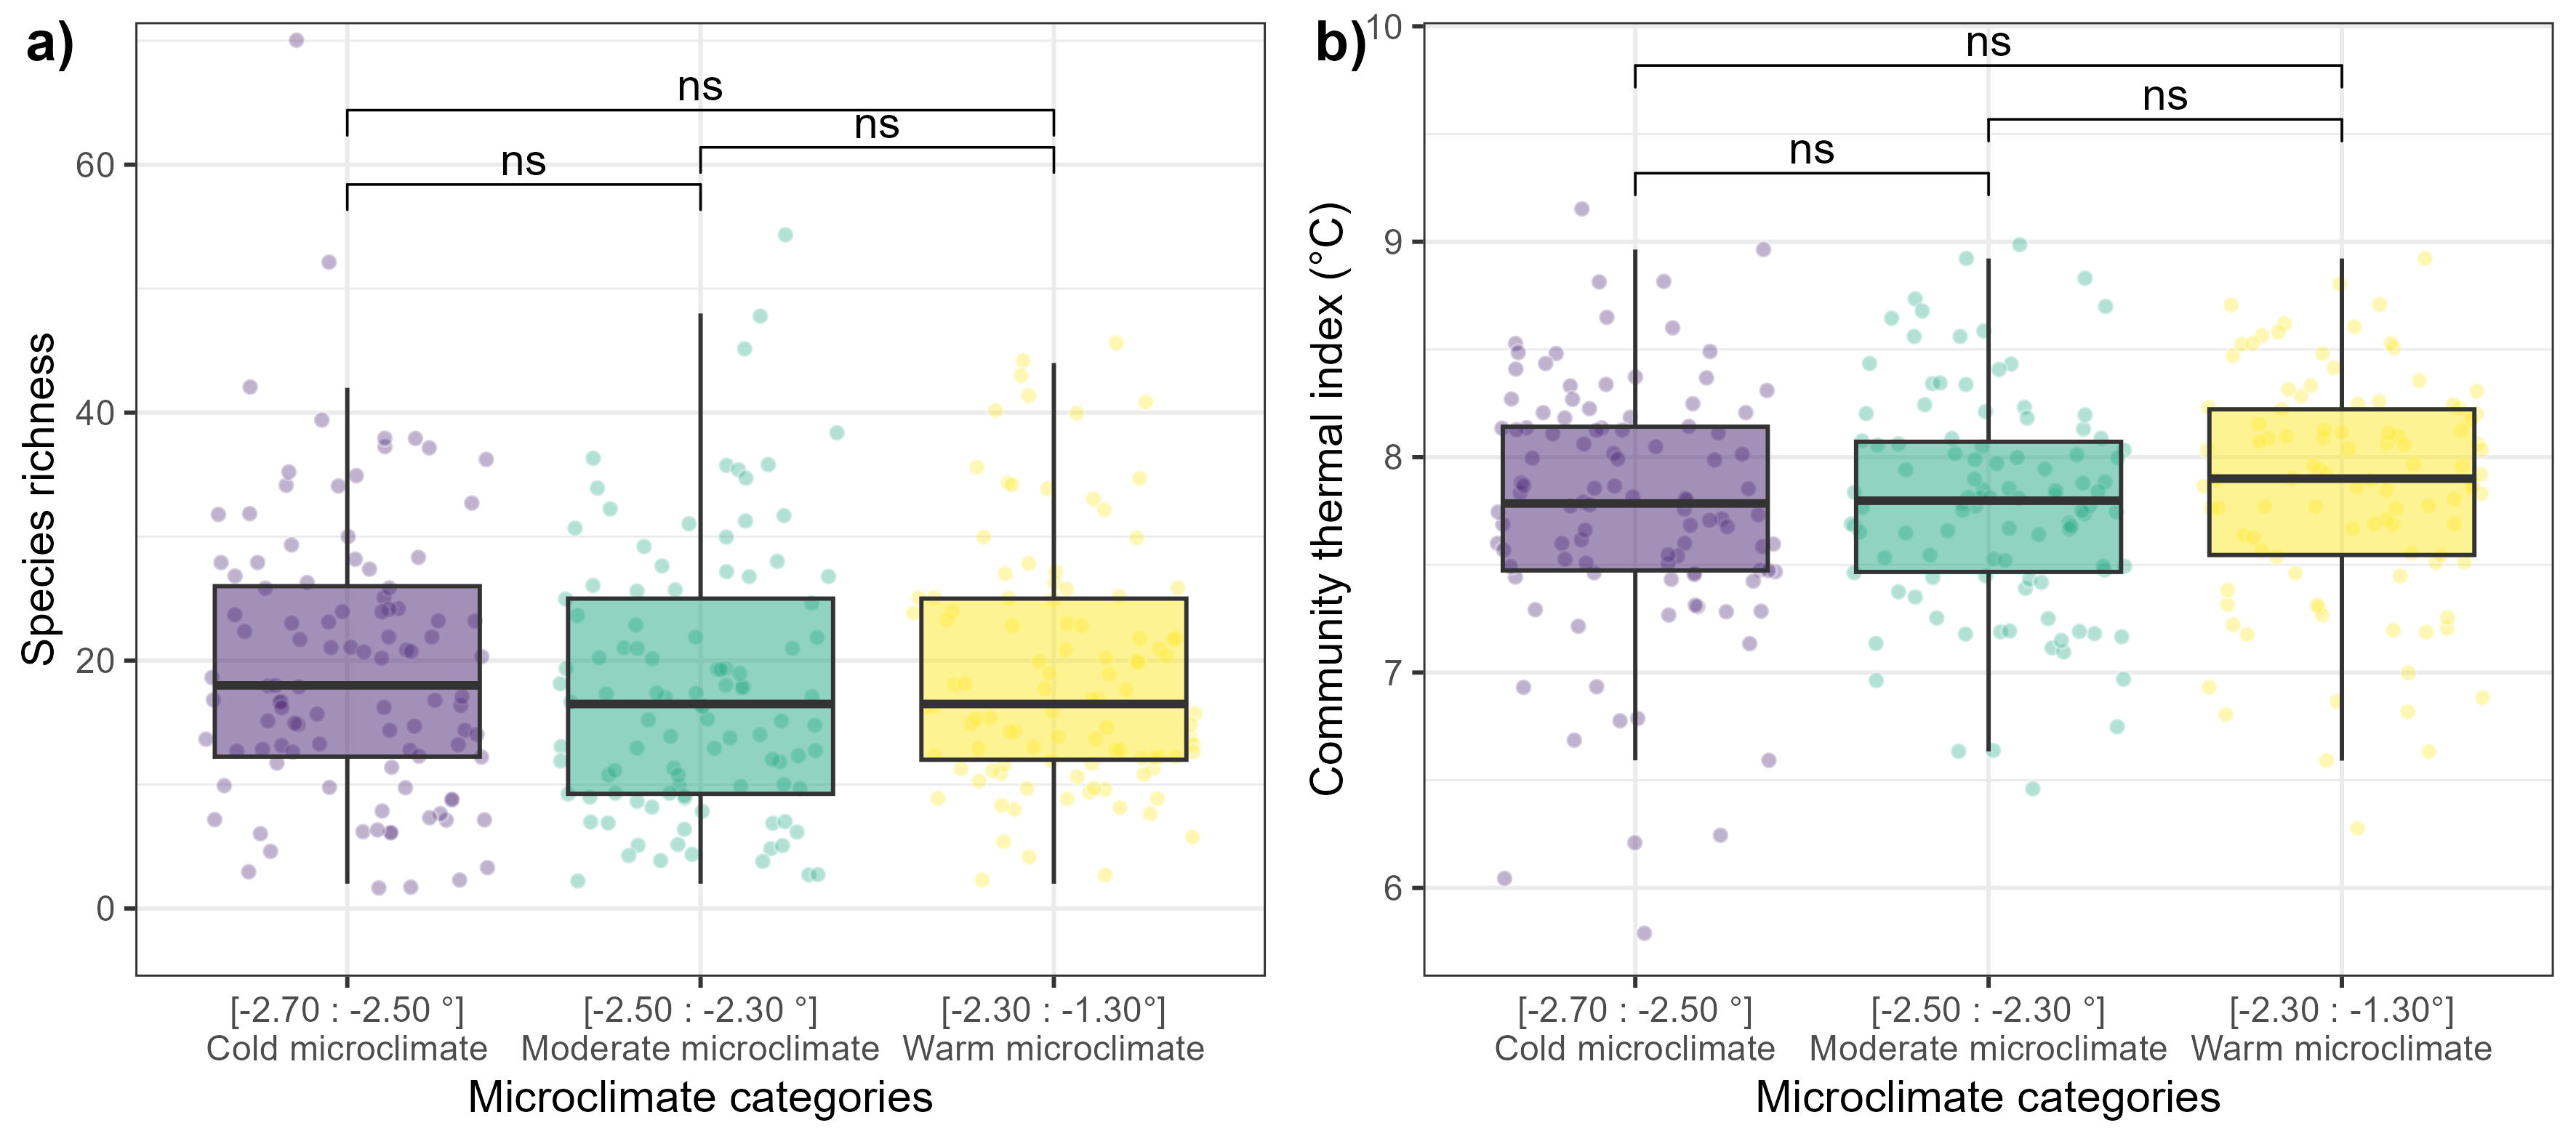 a)
ns
ns
ns
Species richness
60
40
20
0
[-2.70 : -2.50 °]
Cold microclimate
[-2.50 : -2.30 °]
Moderate microclimate
[-2.30 : -1.30°]
Warm microclimate
Microclimate categories
b)
ns
ns
ns
Community thermal index (°C)
10
9
8
7
6
[-2.70 : -2.50 °]
Cold microclimate
[-2.50 : -2.30 °]
Moderate microclimate
[-2.30 : -1.30°]
Warm microclimate
Microclimate categories